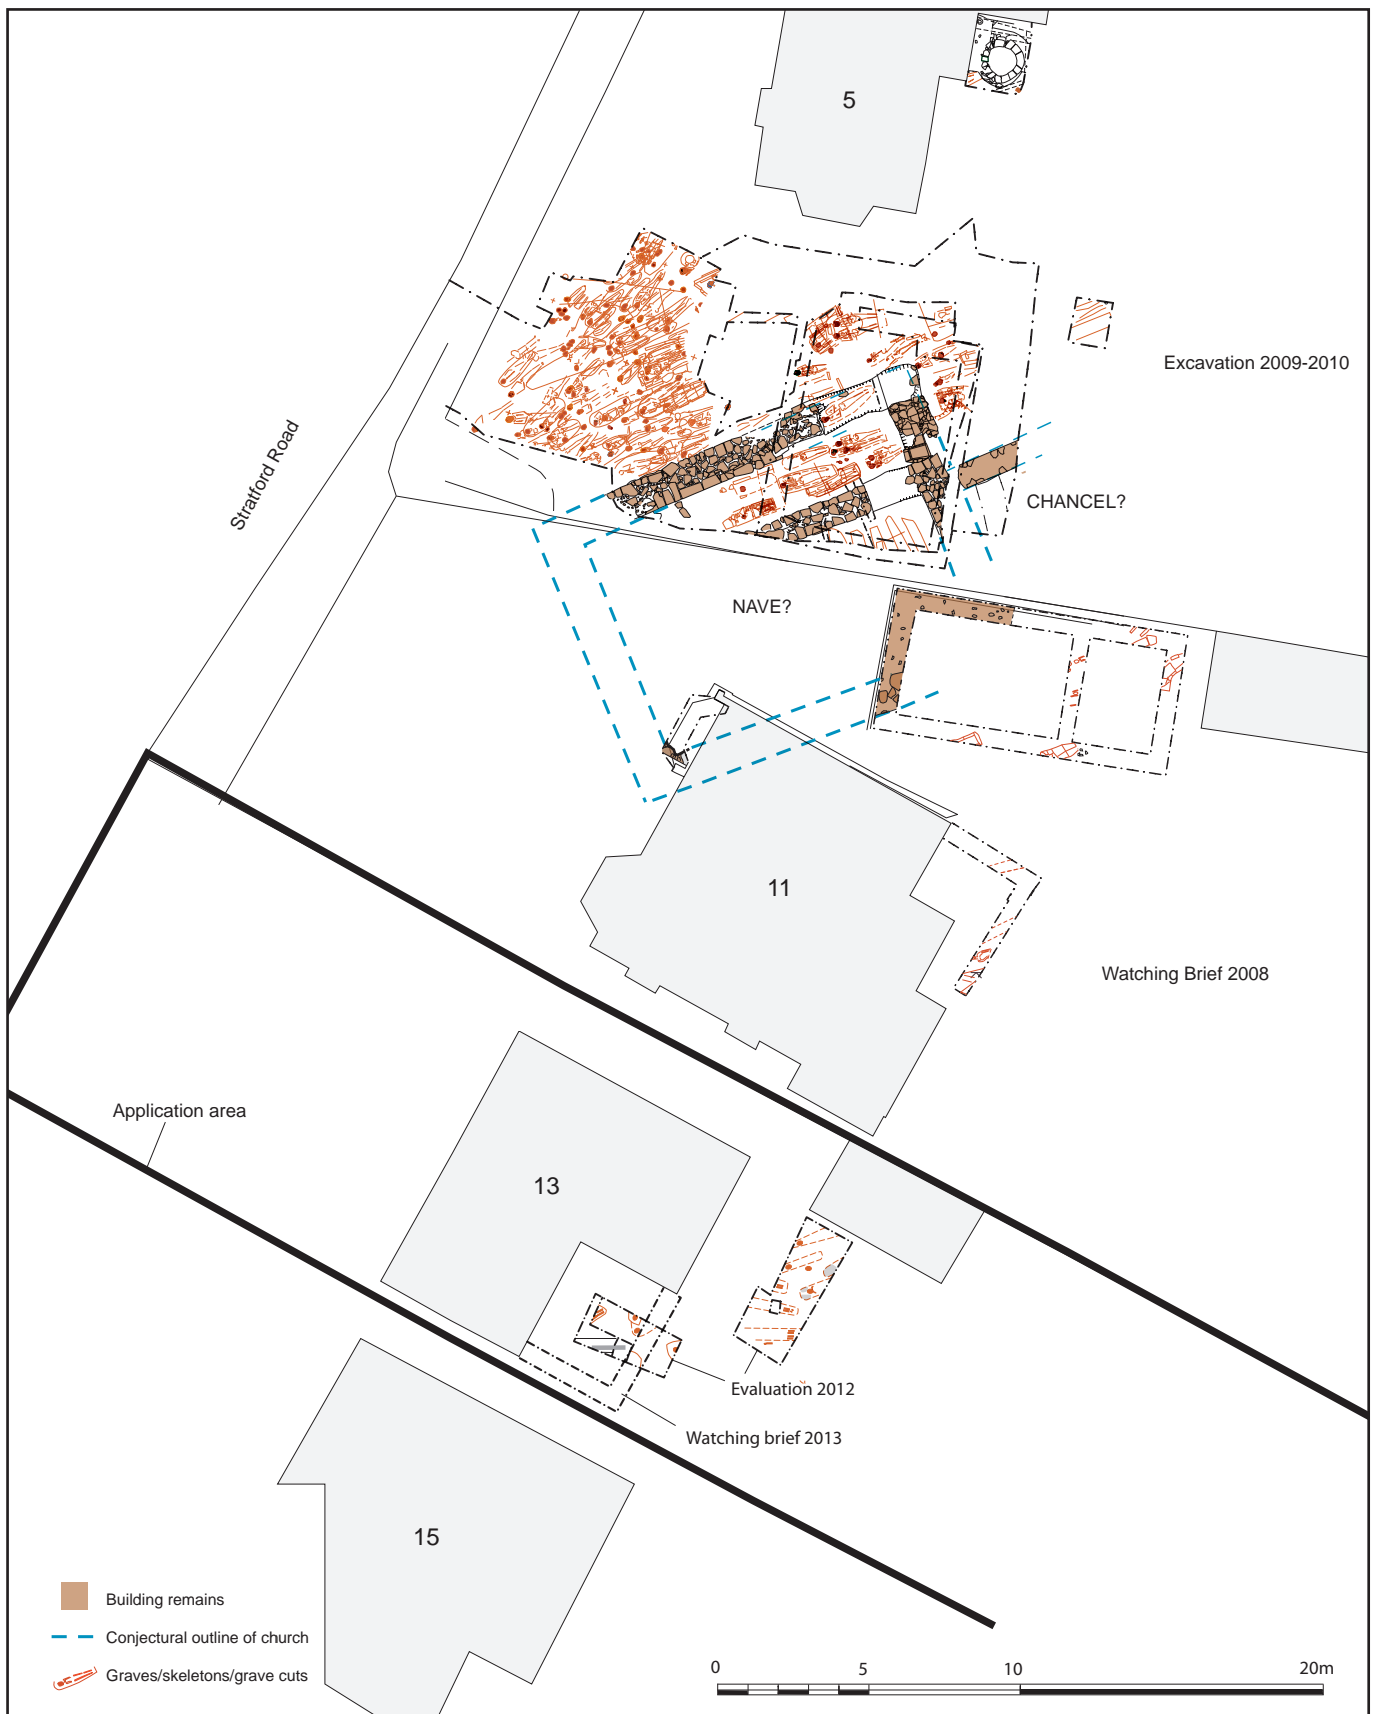 5
Excavation 2009-2010
Stratford Road
CHANCEL?
NAVE?
11
Watching Brief 2008
Application area
13
Evaluation 2012
Watching brief 2013
15
Building remains
Conjectural outline of church
Graves/skeletons/grave cuts
0 5 10 20m